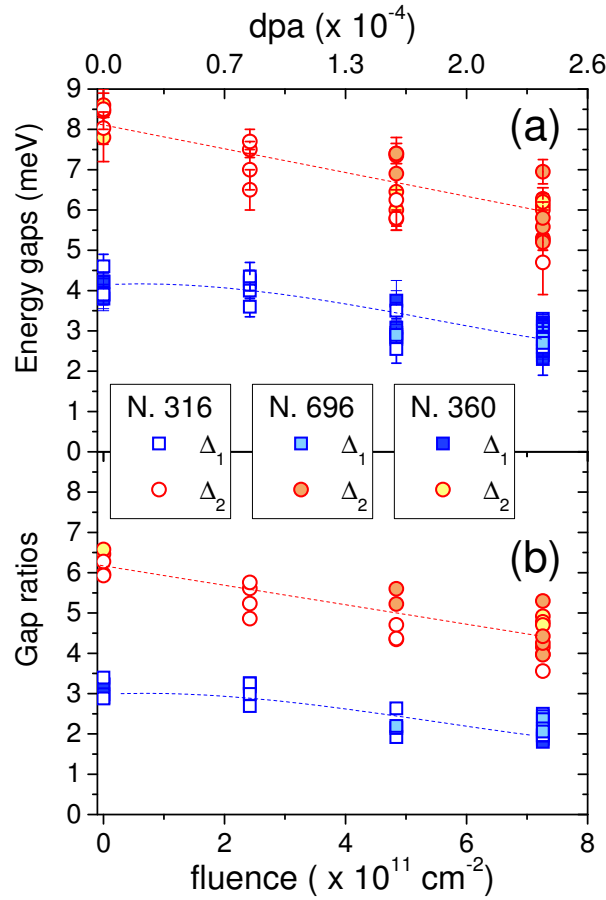 dpa (x 10⁻⁴)
0.0 0.8 1.3 2.0 2.6
9
8
7
6
5
4
3
2
1
0
Energy gaps (meV)
(a)
N. 316
Δ₁
Δ₂
N. 696
Δ₁
Δ₂
N. 360
Δ₁
Δ₂
8
7
6
5
4
3
2
1
0
Gap ratios
(b)
0 2 4 6 8
fluence ( x 10¹¹ cm⁻²)